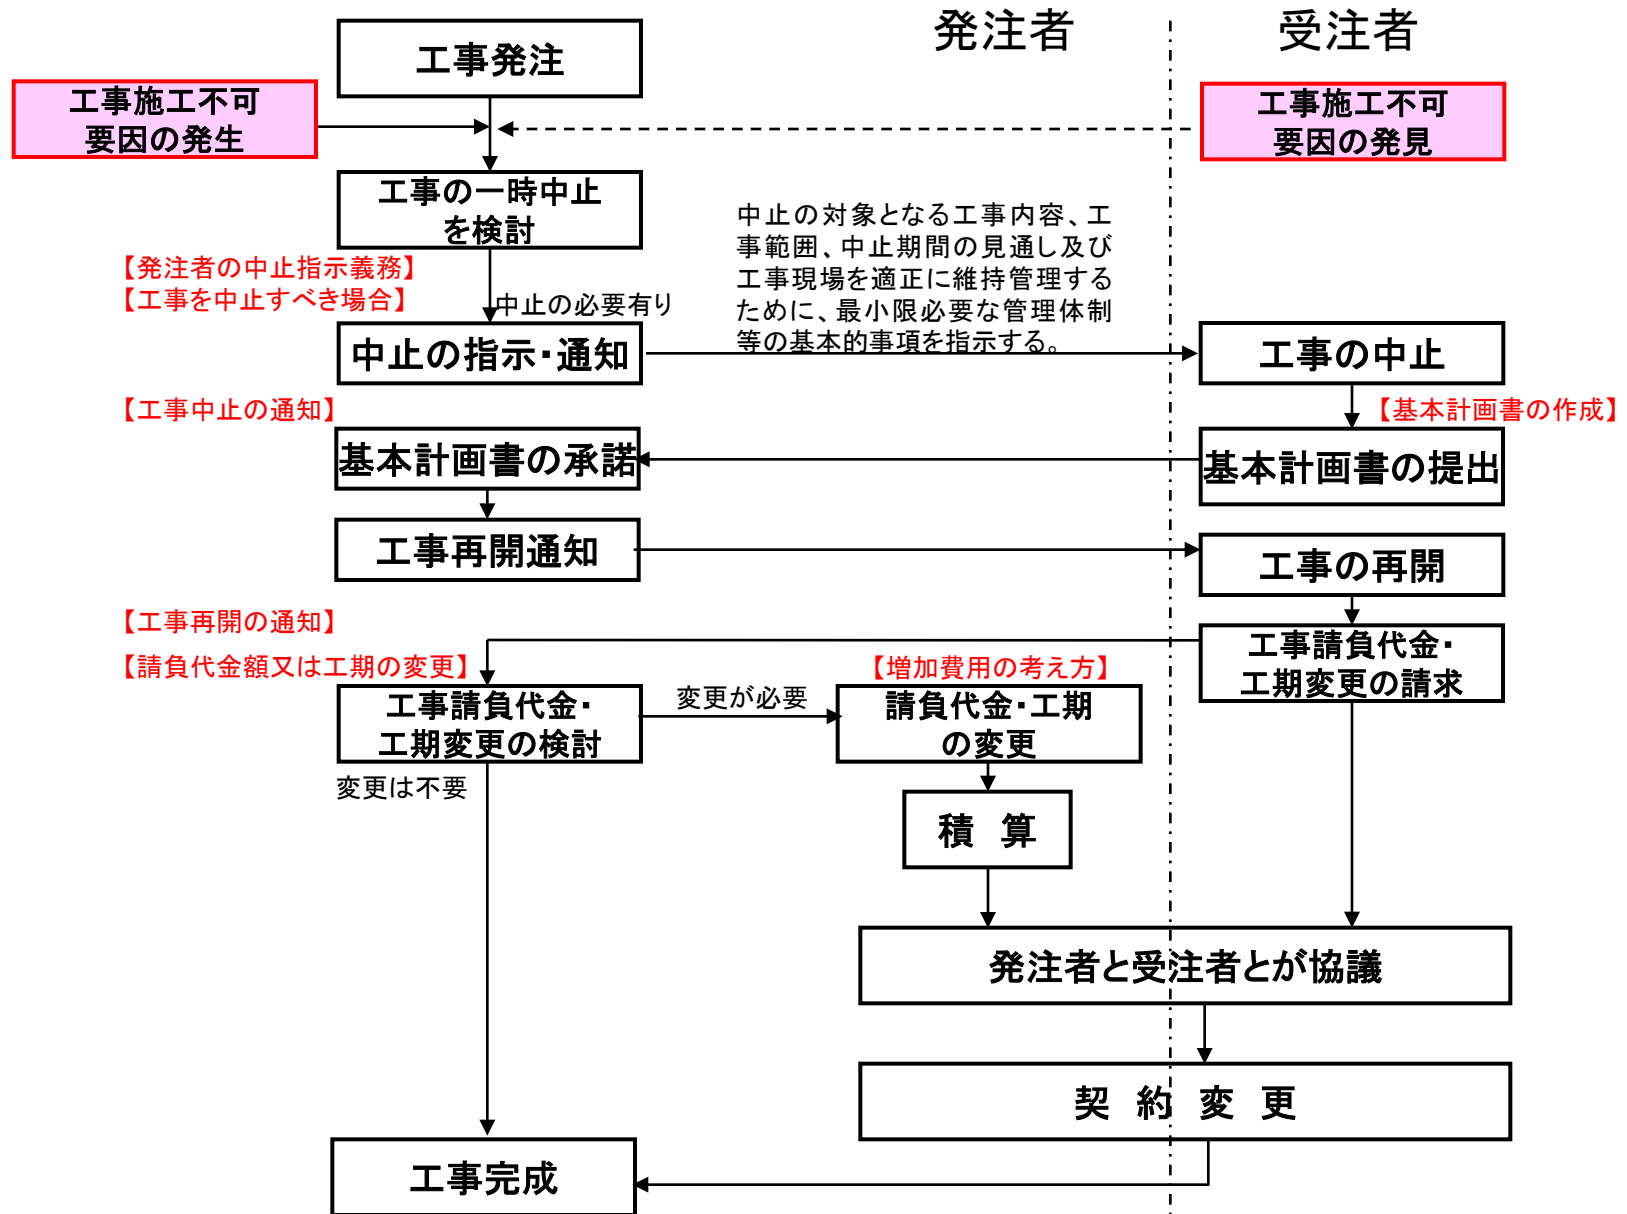 発注者
受注者
工事発注
工事施工不可
要因の発生
工事施工不可
要因の発見
工事の一時中止
を検討
中止の対象となる工事内容、工
事範囲、中止期間の見通し及び
工事現場を適正に維持管理する
ために、最小限必要な管理体制
等の基本的事項を指示する。
【発注者の中止指示義務】
【工事を中止すべき場合】
中止の必要有り
中止の指示・通知
工事の中止
【工事中止の通知】
【基本計画書の作成】
基本計画書の承諾
基本計画書の提出
工事再開通知
工事の再開
【工事再開の通知】
【請負代金額又は工期の変更】
工事請負代金・
工期変更の請求
【増加費用の考え方】
工事請負代金・
工期変更の検討
変更が必要
請負代金・工期
の変更
変更は不要
積　算
発注者と受注者とが協議
契　約　変　更
工事完成